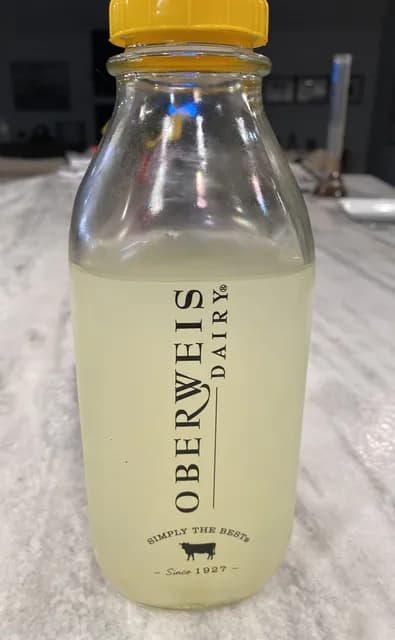 OBERWEIS
DAIRY®
SIMPLY THE BEST®
- Since 1927 -